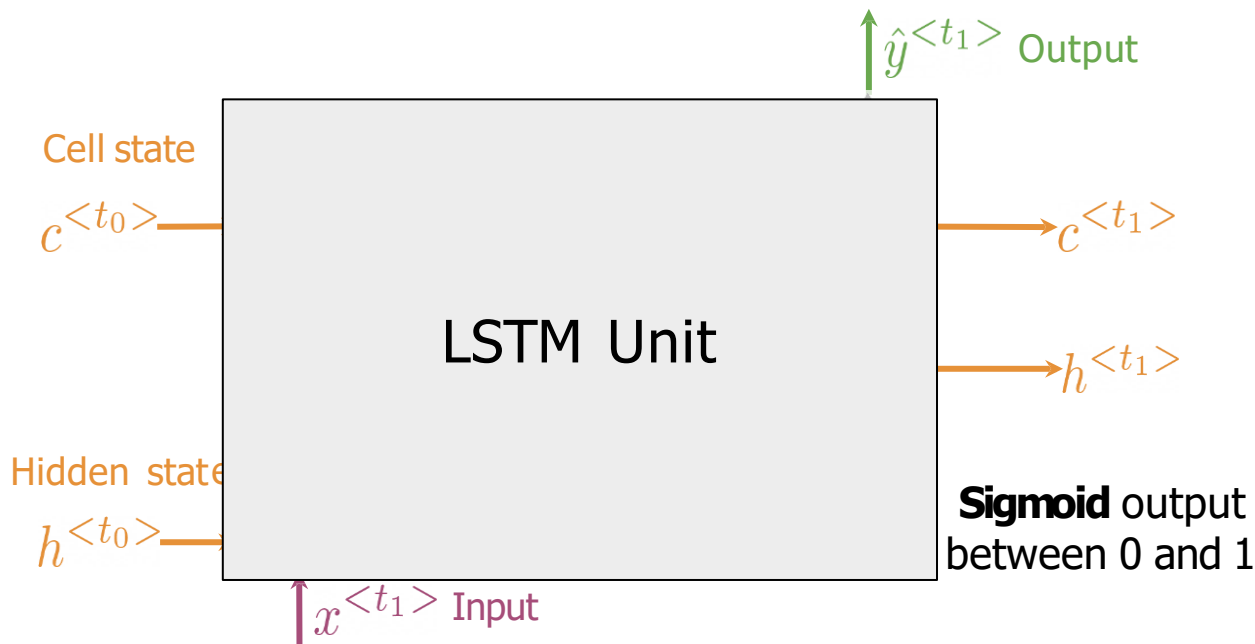 ŷ^{<t₁>} Output
Cell state
c^{<t₀>}
c^{<t₁>}
LSTM Unit
h^{<t₁>}
Hidden state
h^{<t₀>}
Sigmoid output
between 0 and 1
x^{<t₁>} Input